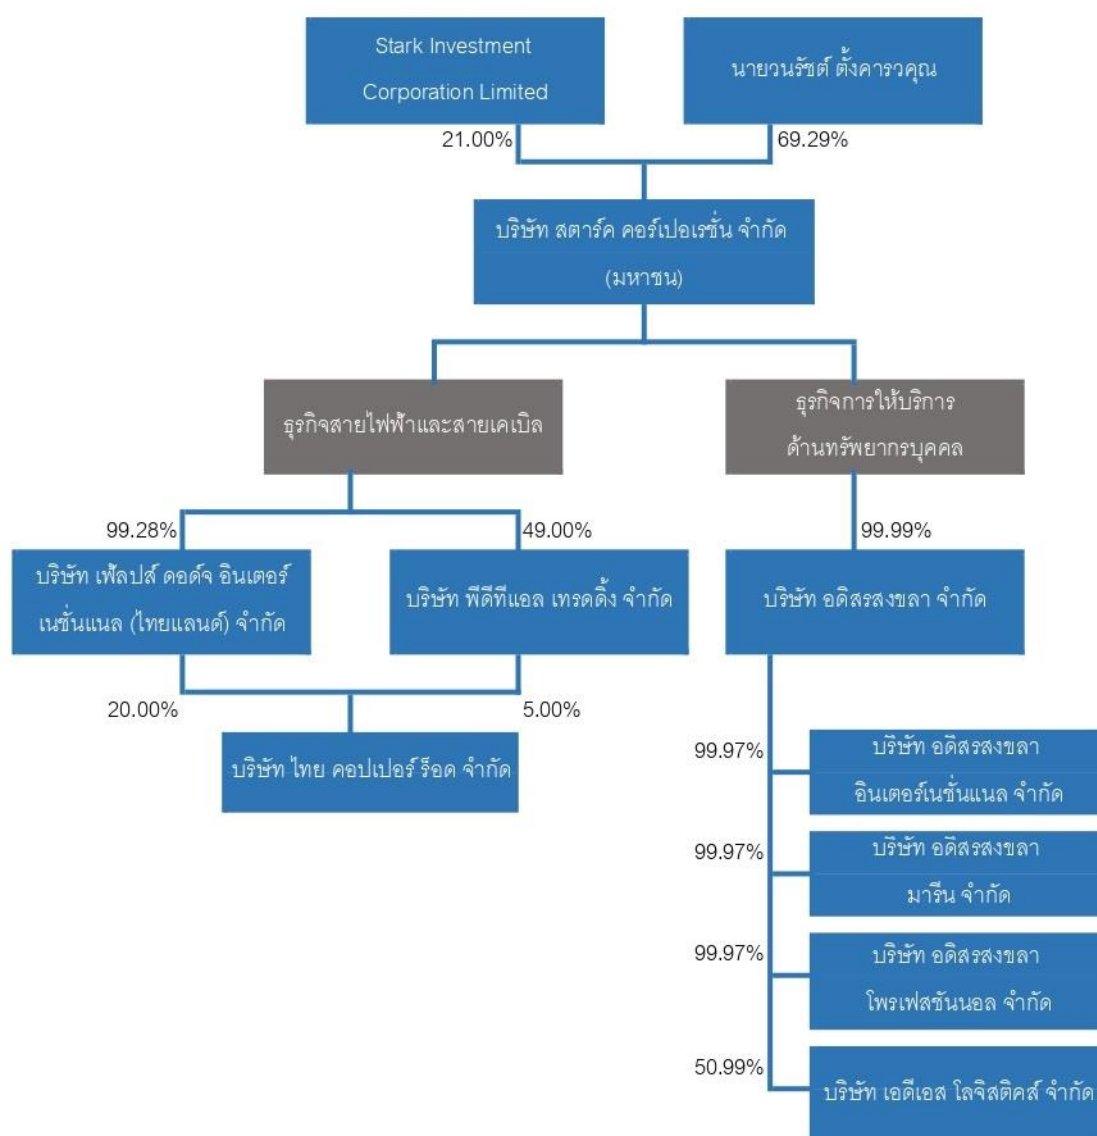 Stark Investment
Corporation Limited
นายวนรัชต์ ตั้งคารวคุณ
21.00%
69.29%
บริษัท สตาร์ค คอร์เปอเรชั่น จำกัด
(มหาชน)
ธุรกิจสายไฟฟ้าและสายเคเบิล
ธุรกิจการให้บริการ
ด้านทรัพยากรบุคคล
99.28%
49.00%
99.99%
บริษัท เฟ้ลปส์ ดอด์จ อินเตอร์
เนชั่นแนล (ไทยแลนด์) จำกัด
บริษัท พีดีทีแอล เทรดดิ้ง จำกัด
บริษัท อดิสรสงขลา จำกัด
20.00%
5.00%
บริษัท ไทย คอปเปอร์ ร็อด จำกัด
99.97%
บริษัท อดิสรสงขลา
อินเตอร์เนชั่นแนล จำกัด
99.97%
บริษัท อดิสรสงขลา
มารีน จำกัด
99.97%
บริษัท อดิสรสงขลา
โพรเฟสชันนอล จำกัด
50.99%
บริษัท เอดีเอส โลจิสติคส์ จำกัด